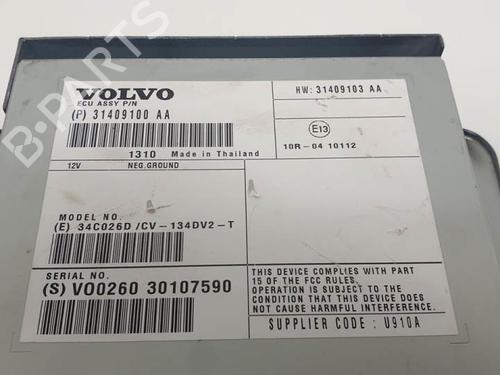 B-PARTS
VOLVO
ECU ASSY P/N
(P) 31409100 AA
HW: 31409103 AA
E13
10R-04 10112
1310 Made in Thailand
12V NEG.GROUND
MODEL NO.
(E) 34C026D /CV-134DV2-T
SERIAL NO.
(S) VO0260 30107590
THIS DEVICE COMPLIES WITH PART
15 OF THE FCC RULES.
OPERATION IS SUBJECT TO THE
CONDITION THAT THIS DEVICE DOES
NOT CAUSE HARMFUL INTERFERENCE.
SUPPLIER CODE : U910A